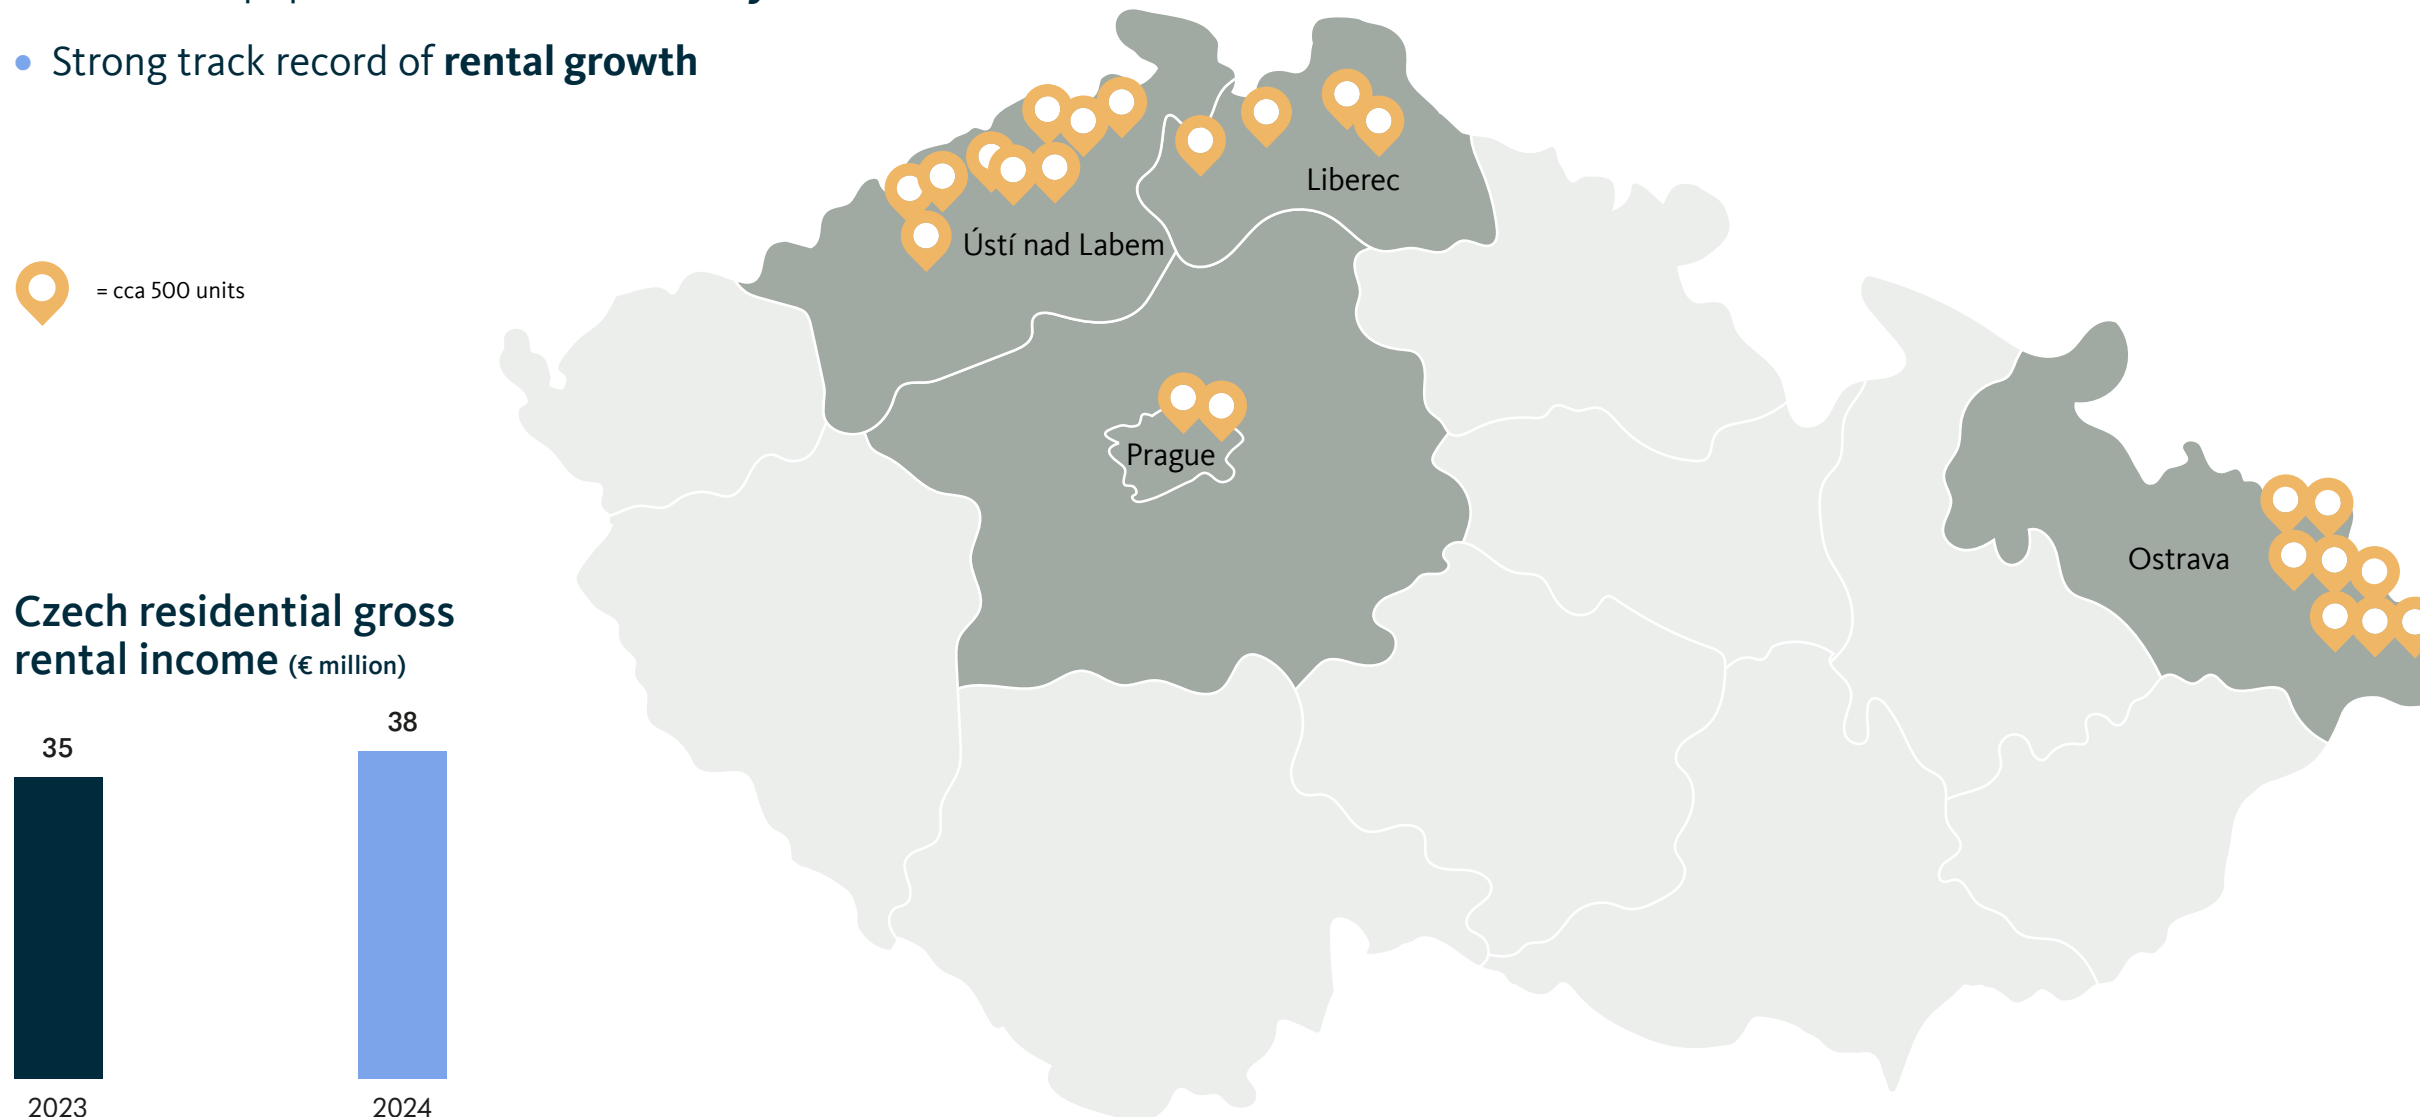 • Strong track record of rental growth
= cca 500 units
Liberec
Ústí nad Labem
Prague
Ostrava
Czech residential gross
rental income (€ million)
35
38
2023
2024